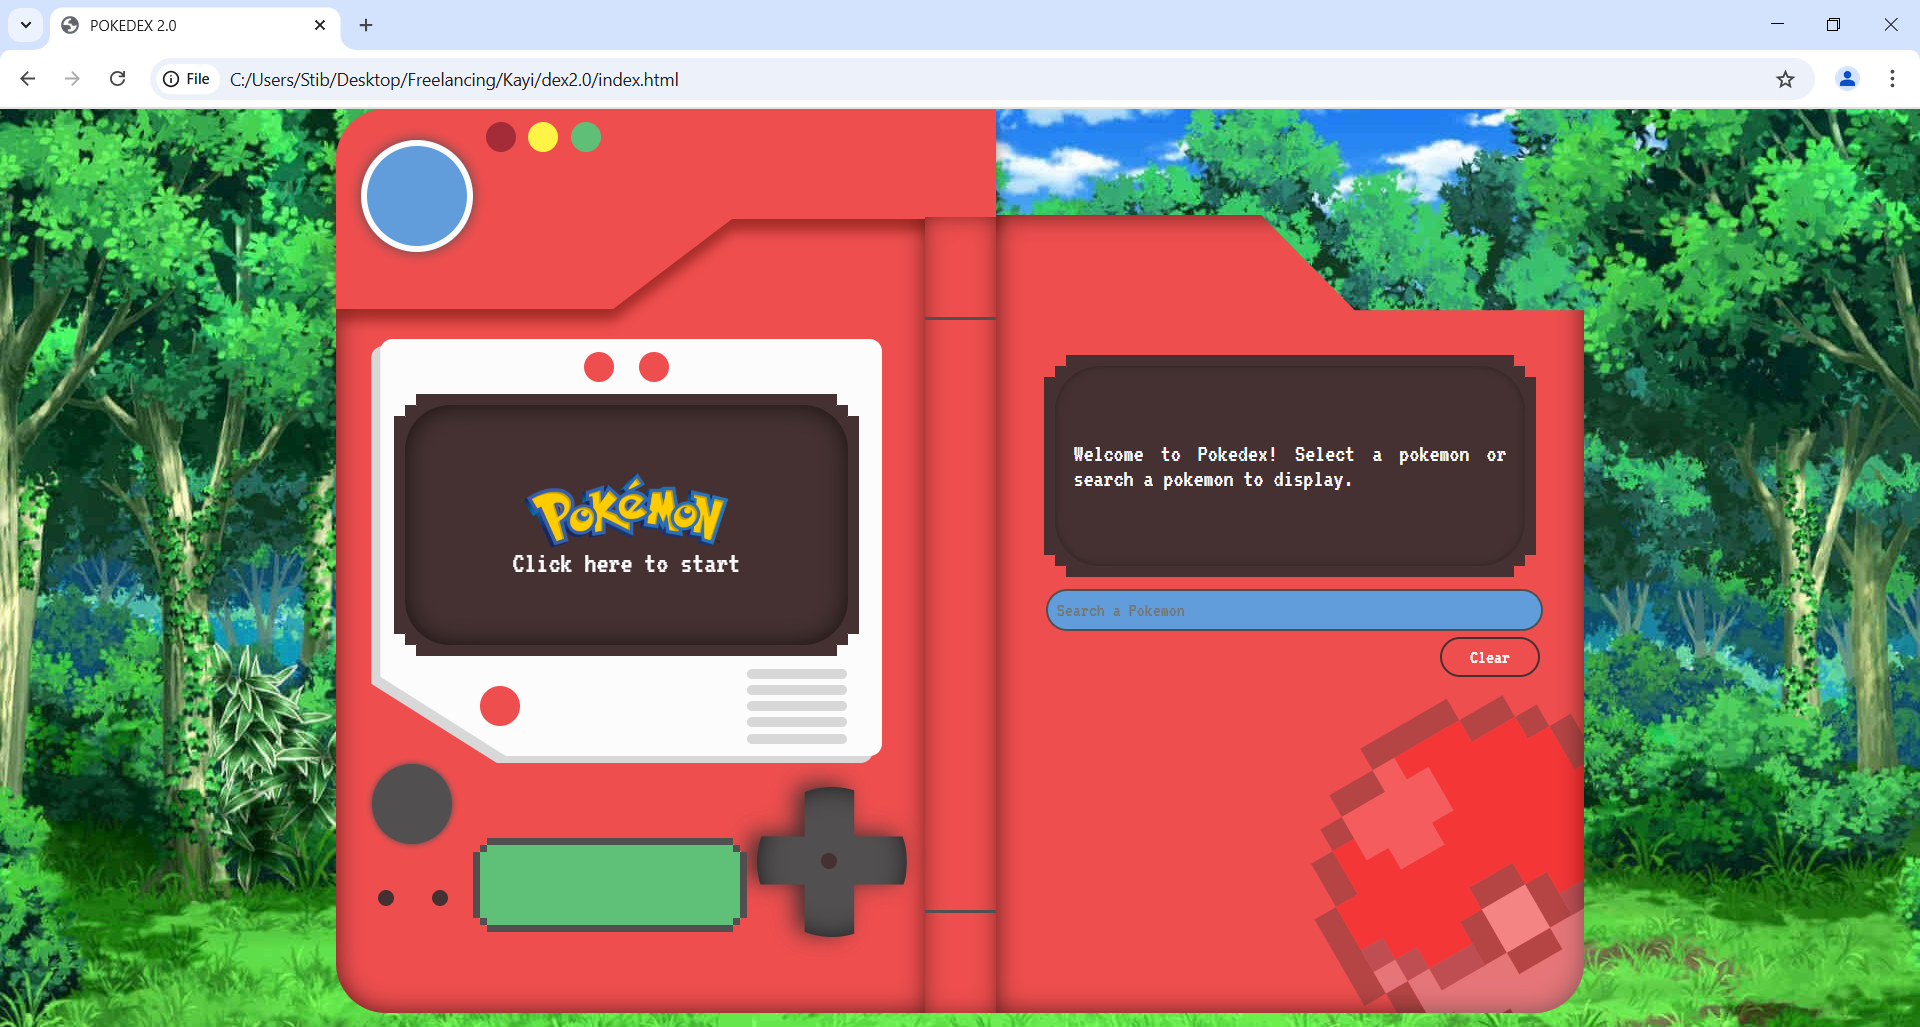 POKEDEX 2.0
File
C:/Users/Stib/Desktop/Freelancing/Kayi/dex2.0/index.html
POKéMON
Click here to start
Welcome to Pokedex! Select a pokemon or
search a pokemon to display.
Search a Pokemon
Clear